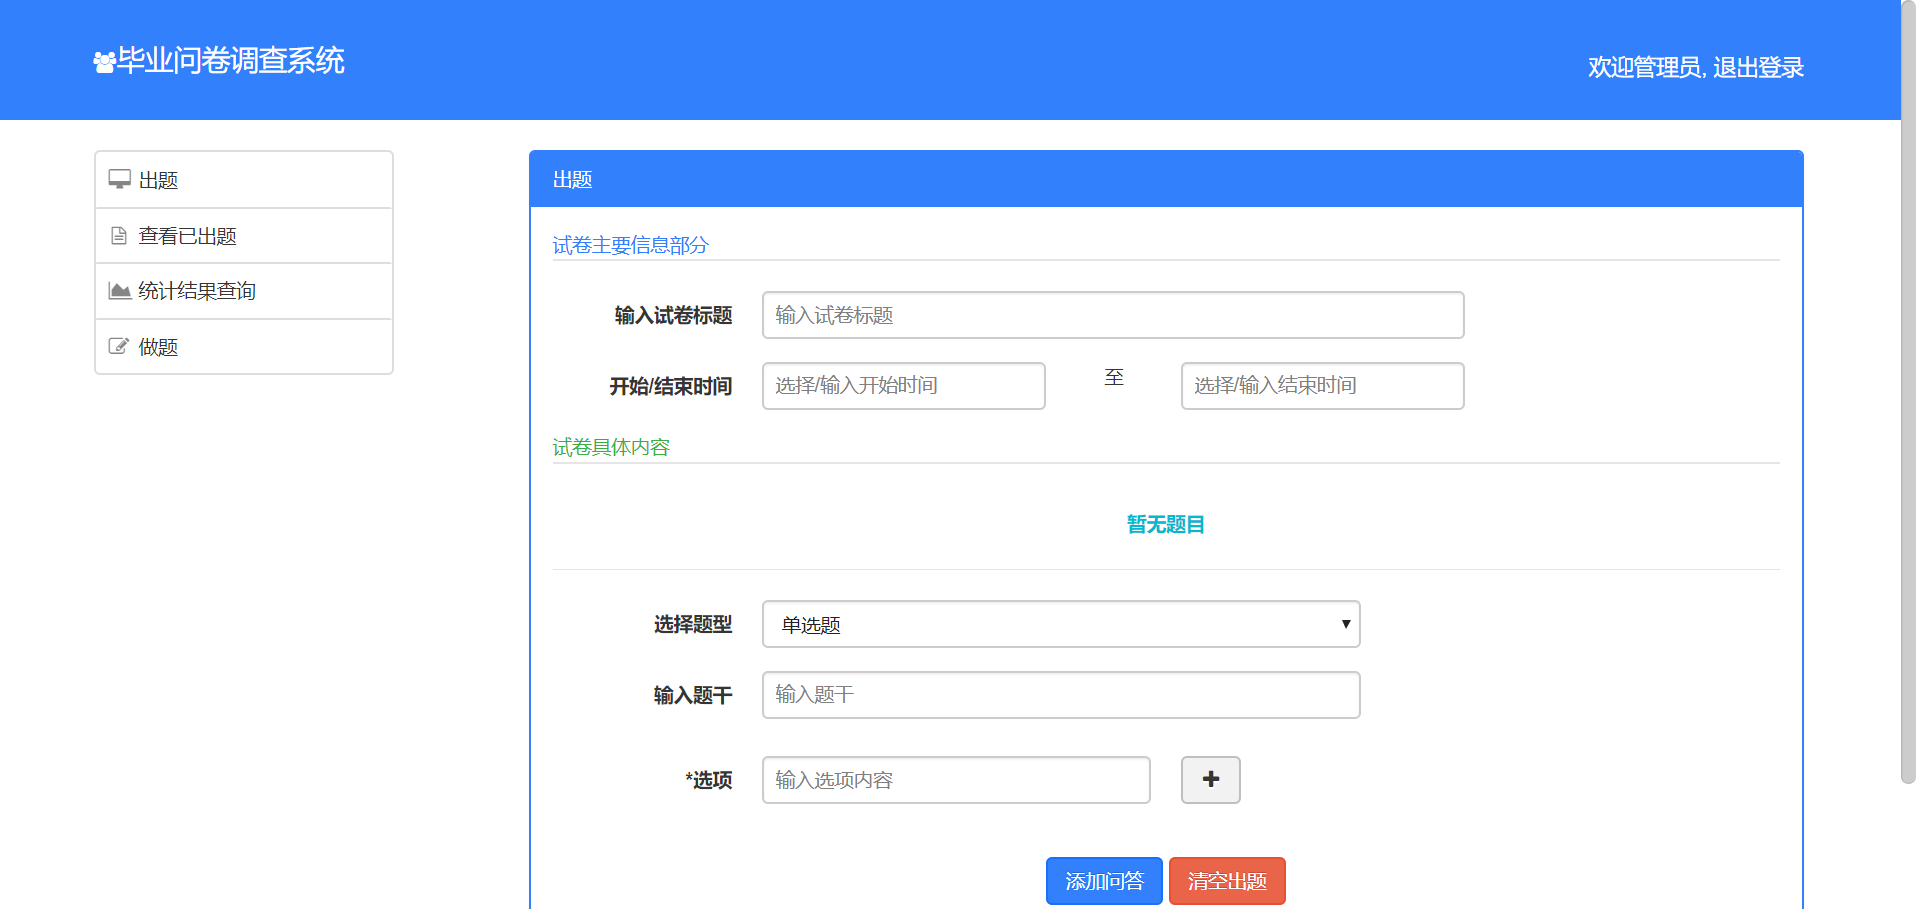 毕业问卷调查系统
欢迎管理员, 退出登录
出题
查看已出题
统计结果查询
做题
出题
试卷主要信息部分
输入试卷标题 输入试卷标题
开始/结束时间 选择/输入开始时间 至 选择/输入结束时间
试卷具体内容
暂无题目
选择题型 单选题
输入题干 输入题干
*选项 输入选项内容
添加问答 清空出题